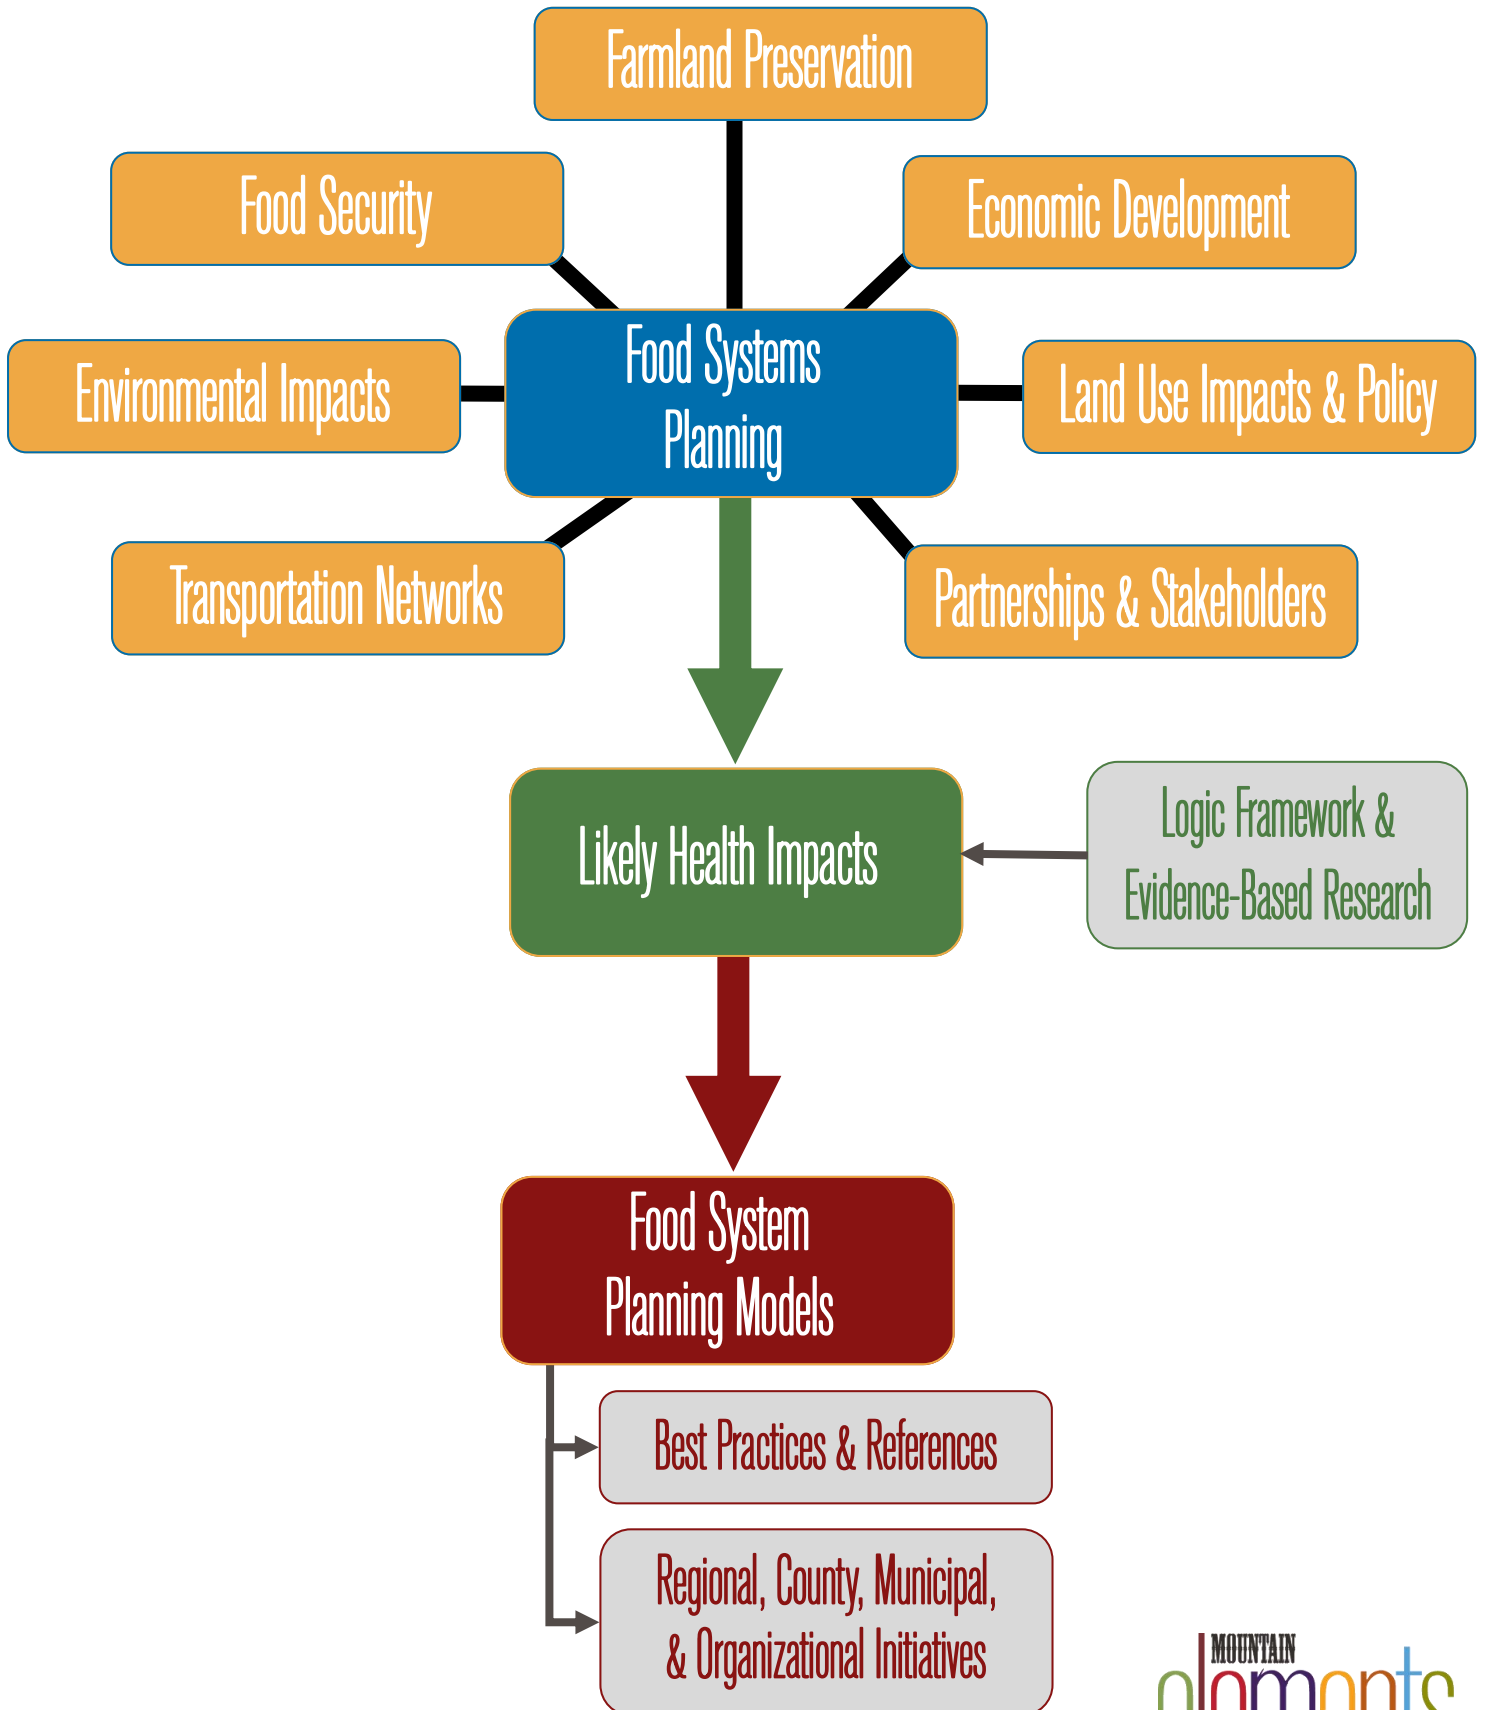 Farmland Preservation
Food Security
Economic Development
Food Systems
Planning
Environmental Impacts
Land Use Impacts & Policy
Transportation Networks
Partnerships & Stakeholders
Likely Health Impacts
Logic Framework &
Evidence-Based Research
Food System
Planning Models
Best Practices & References
Regional, County, Municipal,
& Organizational Initiatives
MOUNTAIN
elements